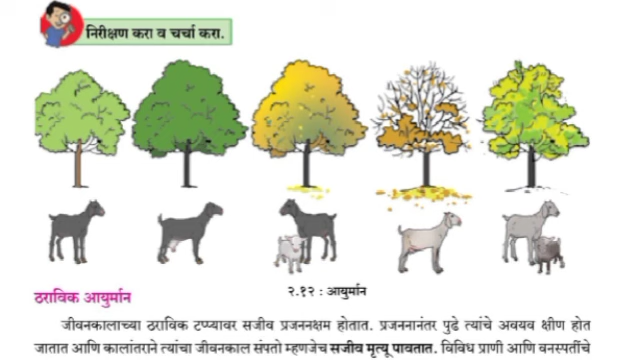 निरीक्षण करा व चर्चा करा.
२.१२ : आयुर्मान
ठराविक आयुर्मान
जीवनकालाच्या ठराविक टप्प्यावर सजीव प्रजननक्षम होतात. प्रजननानंतर पुढे त्यांचे अवयव क्षीण होत
जातात आणि कालांतराने त्यांचा जीवनकाल संपतो म्हणजेच सजीव मृत्यू पावतात. विविध प्राणी आणि वनस्पतींचे